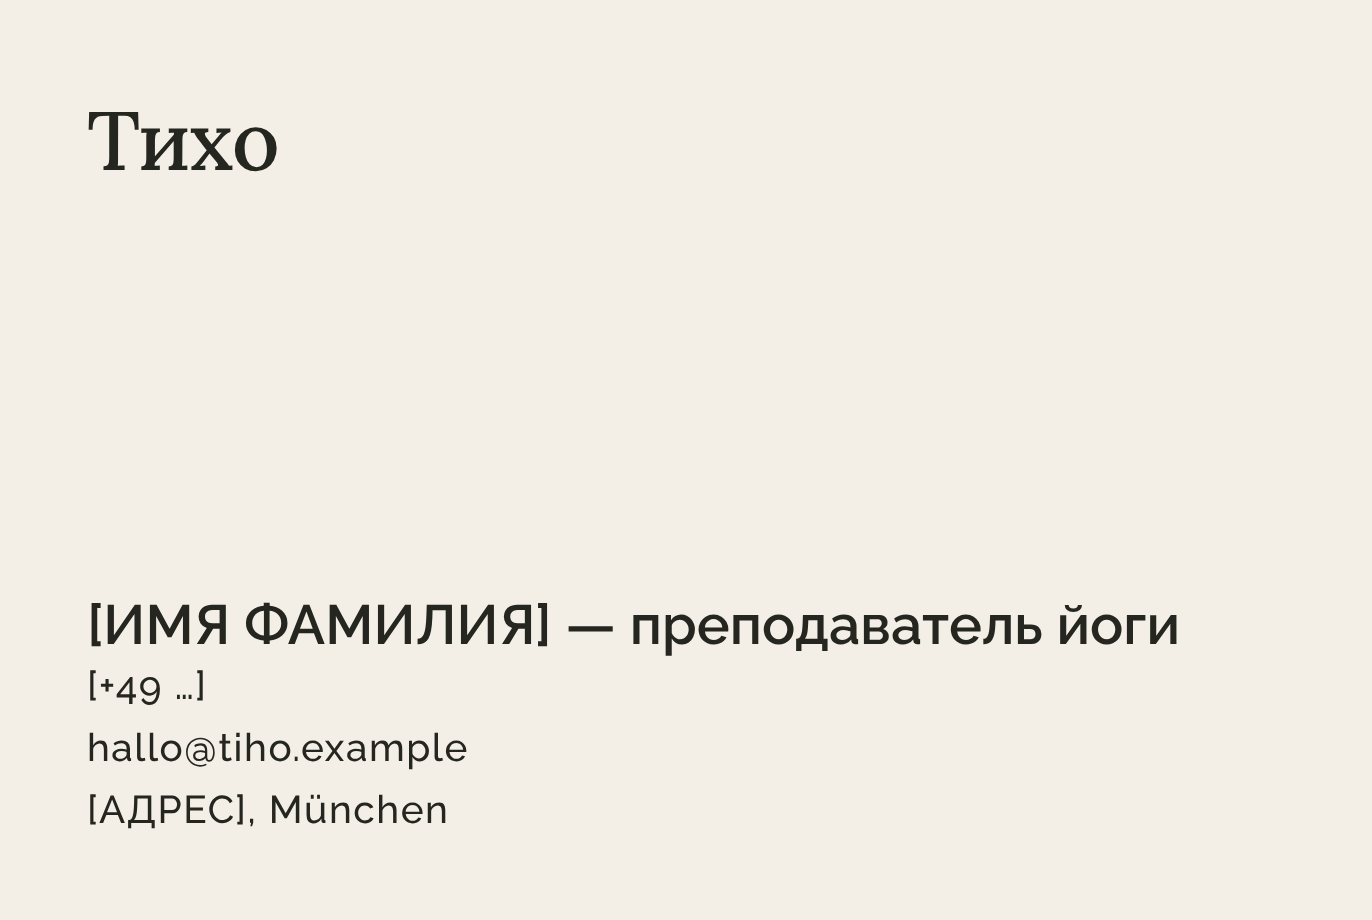 Тихо
[ИМЯ ФАМИЛИЯ] — преподаватель йоги
[+49 …]
hallo@tiho.example
[АДРЕС], München